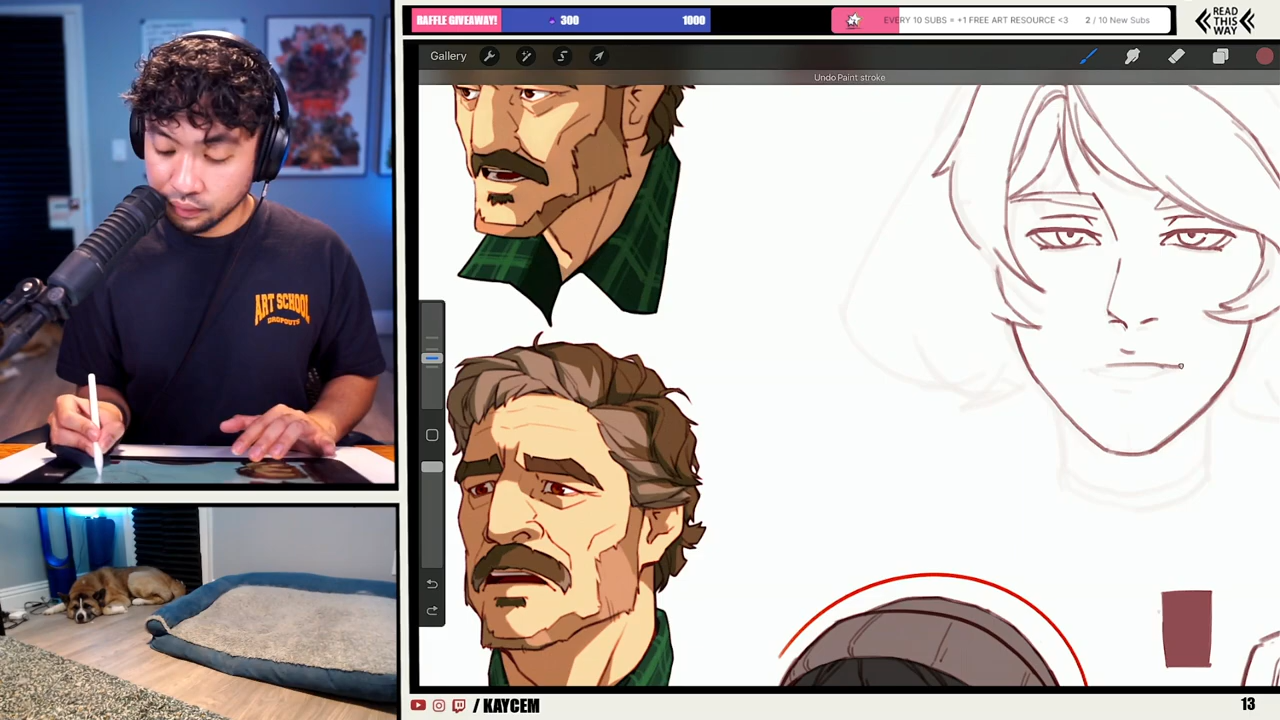 RAFFLE GIVEAWAY!
300
1000
EVERY 10 SUBS = +1 FREE ART RESOURCE <3
2 / 10 New Subs
READ
THIS
WAY
Gallery
Undo Paint stroke
ART SCHOOL
DROPOUTS
/ KAYCEM
13